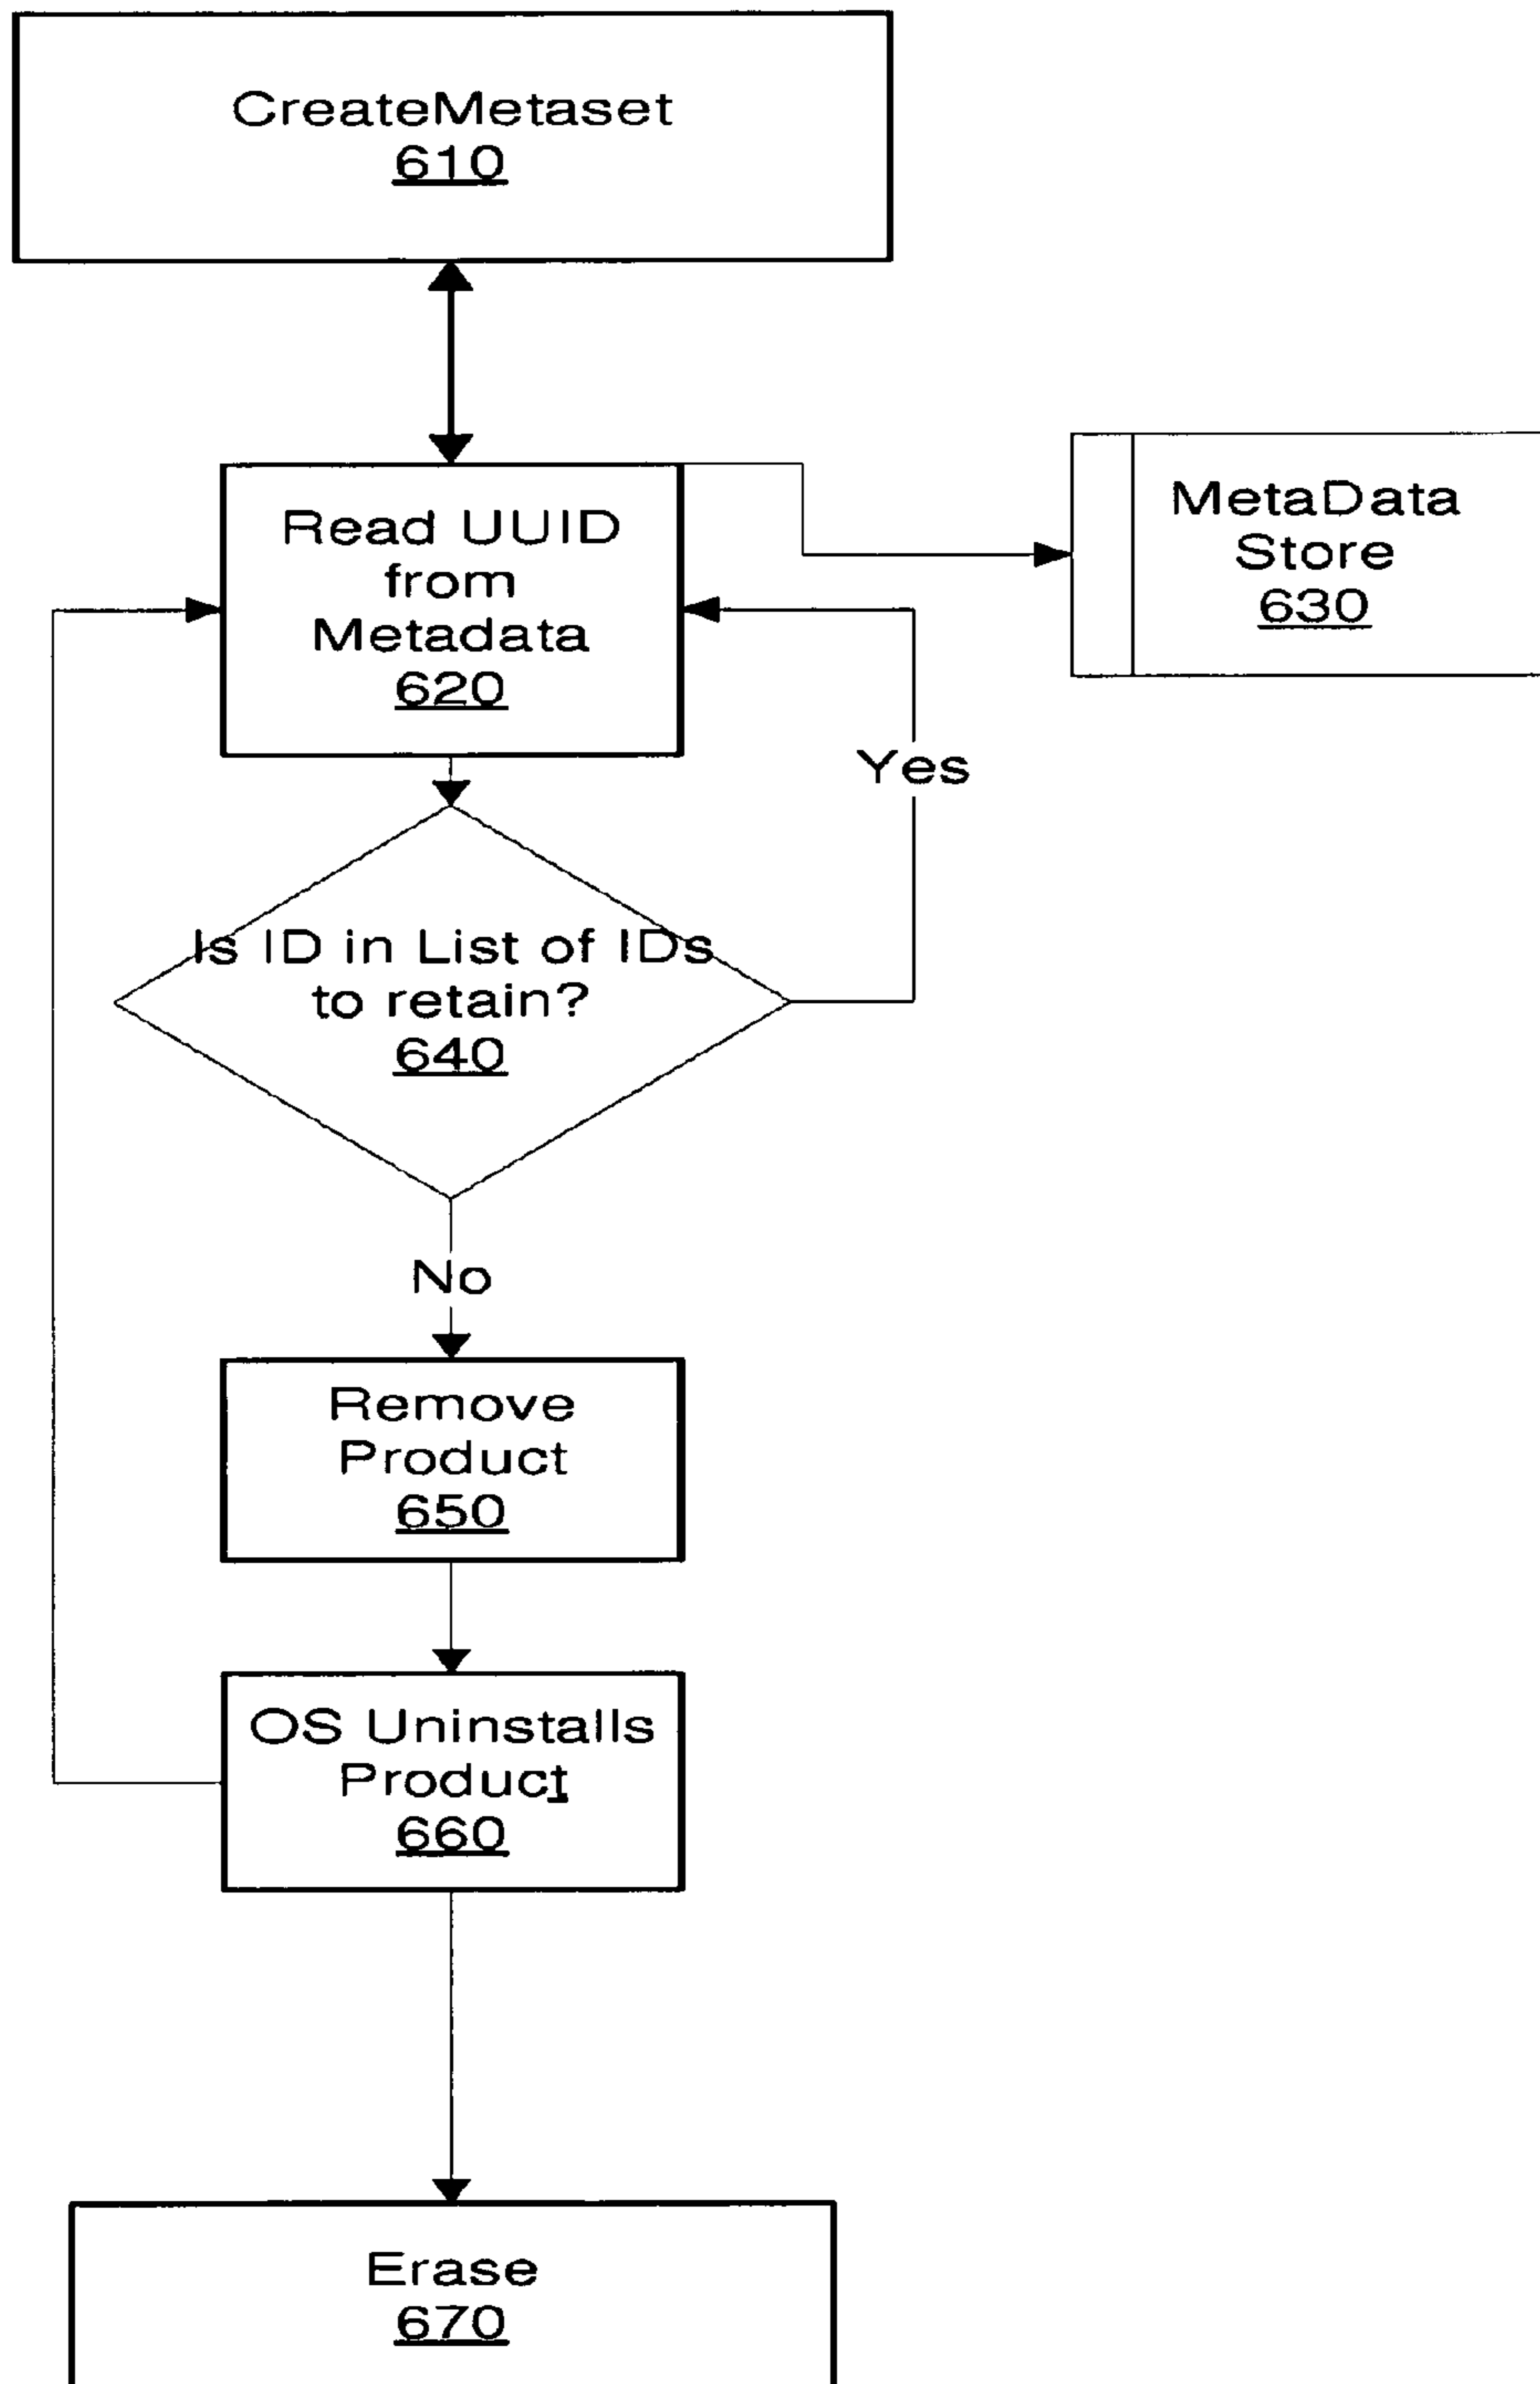 CreateMetaset
610
Read UUID
from
Metadata
620
MetaData
Store
630
Yes
Is ID in List of IDs
to retain?
640
No
Remove
Product
650
OS Uninstalls
Product
660
Erase
670